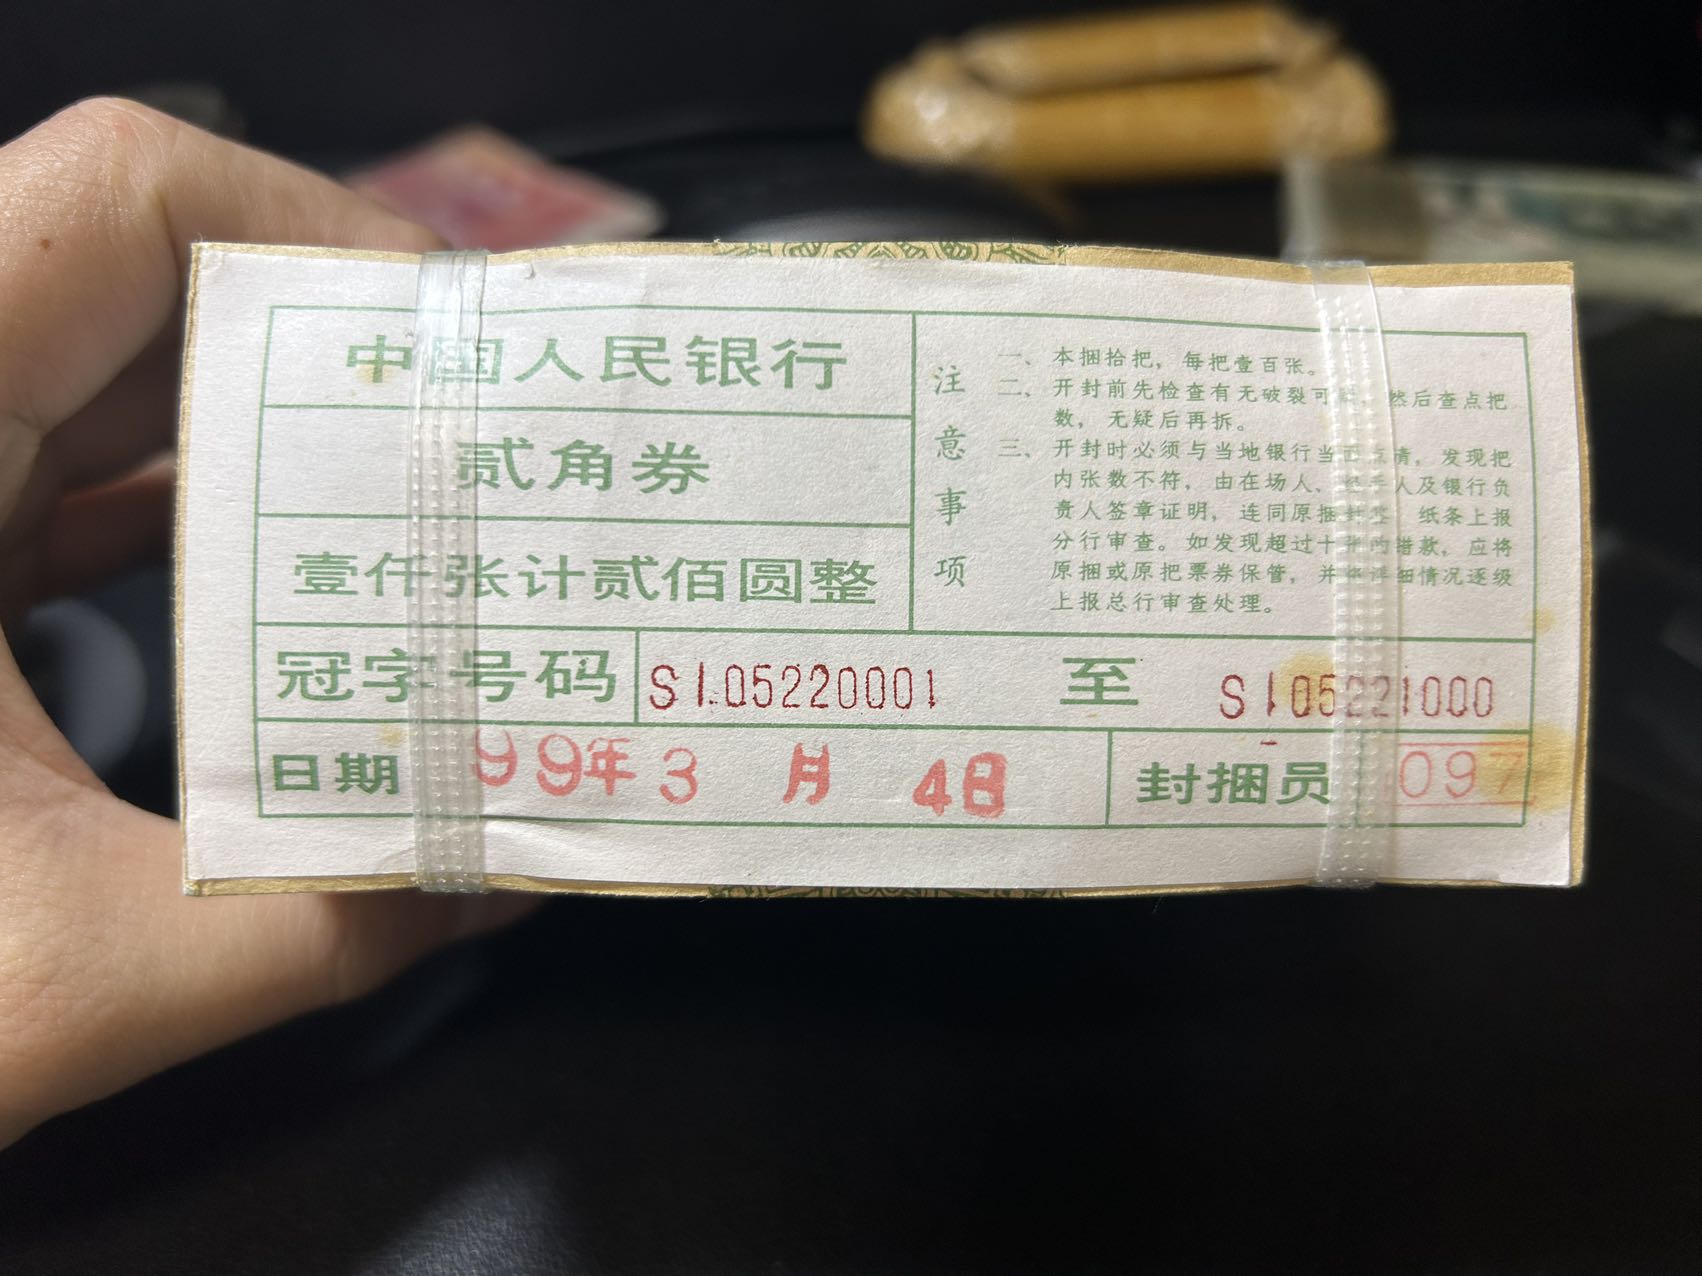 中国人民银行
贰角券
壹仟张计贰佰圆整
注意事项
一、本捆拾把，每把壹百张。
二、开封前先检查有无破裂可 然后查点把
数，无疑后再拆。
三、开封时必须与当地银行当面点清，发现把
内张数不符，由在场人、经手人及银行负
责人签章证明，连同原捆封签 纸条上报
分行审查。如发现超过十张的错款，应将
原捆或原把票券保管，并将详细情况逐级
上报总行审查处理。
冠字号码 SI05220001 至 SI05221000
日期 99年3月4日 封捆员 097